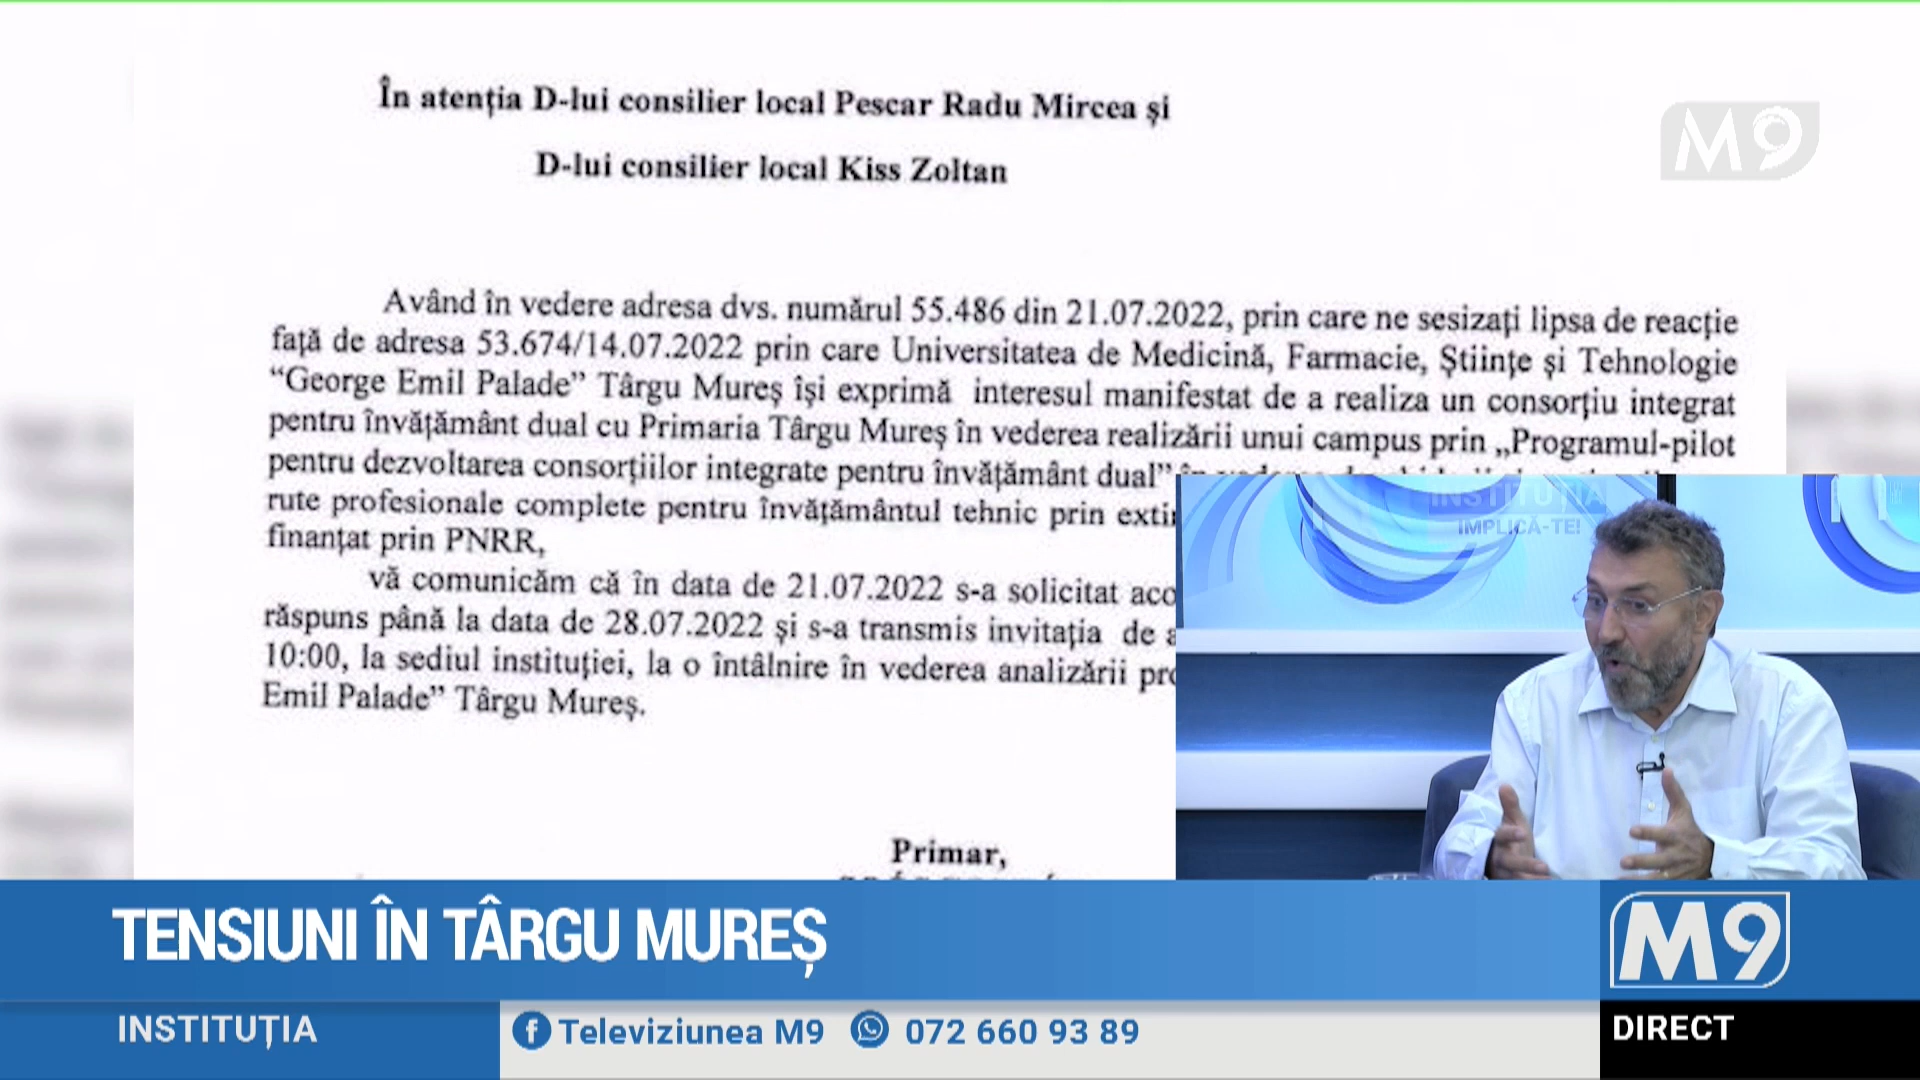 În atenția D-lui consilier local Pescar Radu Mircea și
D-lui consilier local Kiss Zoltan
M9
Având în vedere adresa dvs. numărul 55.486 din 21.07.2022, prin care ne sesizați lipsa de reacție
față de adresa 53.674/14.07.2022 prin care Universitatea de Medicină, Farmacie, Științe și Tehnologie
“George Emil Palade” Târgu Mureș își exprimă interesul manifestat de a realiza un consorțiu integrat
pentru învățământ dual cu Primaria Târgu Mureș în vederea realizării unui campus prin „Programul-pilot
pentru dezvoltarea consorțiilor integrate pentru învățământ dual”
rute profesionale complete pentru învățământul tehnic prin
finanțat prin PNRR,
vă comunicăm că în data de 21.07.2022 s-a solicitat
răspuns până la data de 28.07.2022 și s-a transmis invitația de
10:00, la sediul instituției, la o întâlnire în vederea analizării
Emil Palade” Târgu Mureș.
Primar,
INSTITUȚIA
IMPLICĂ-TE!
TENSIUNI ÎN TÂRGU MUREȘ
M9
INSTITUȚIA
Televiziunea M9 072 660 93 89
DIRECT